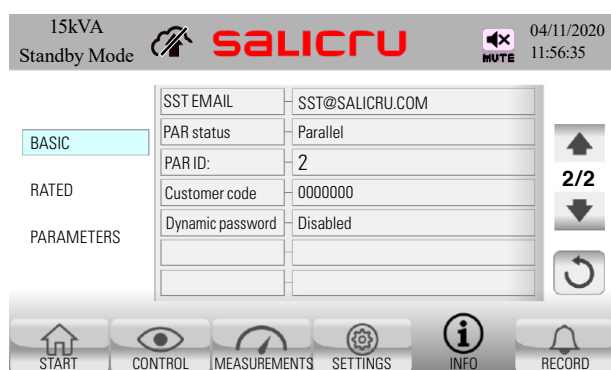 15kVA
Standby Mode
salicru
MUTE
04/11/2020
11:56:35
BASIC
RATED
PARAMETERS
SST EMAIL SST@SALICRU.COM
PAR status Parallel
PAR ID: 2
Customer code 0000000
Dynamic password Disabled
2/2
START CONTROL MEASUREMENTS SETTINGS INFO RECORD